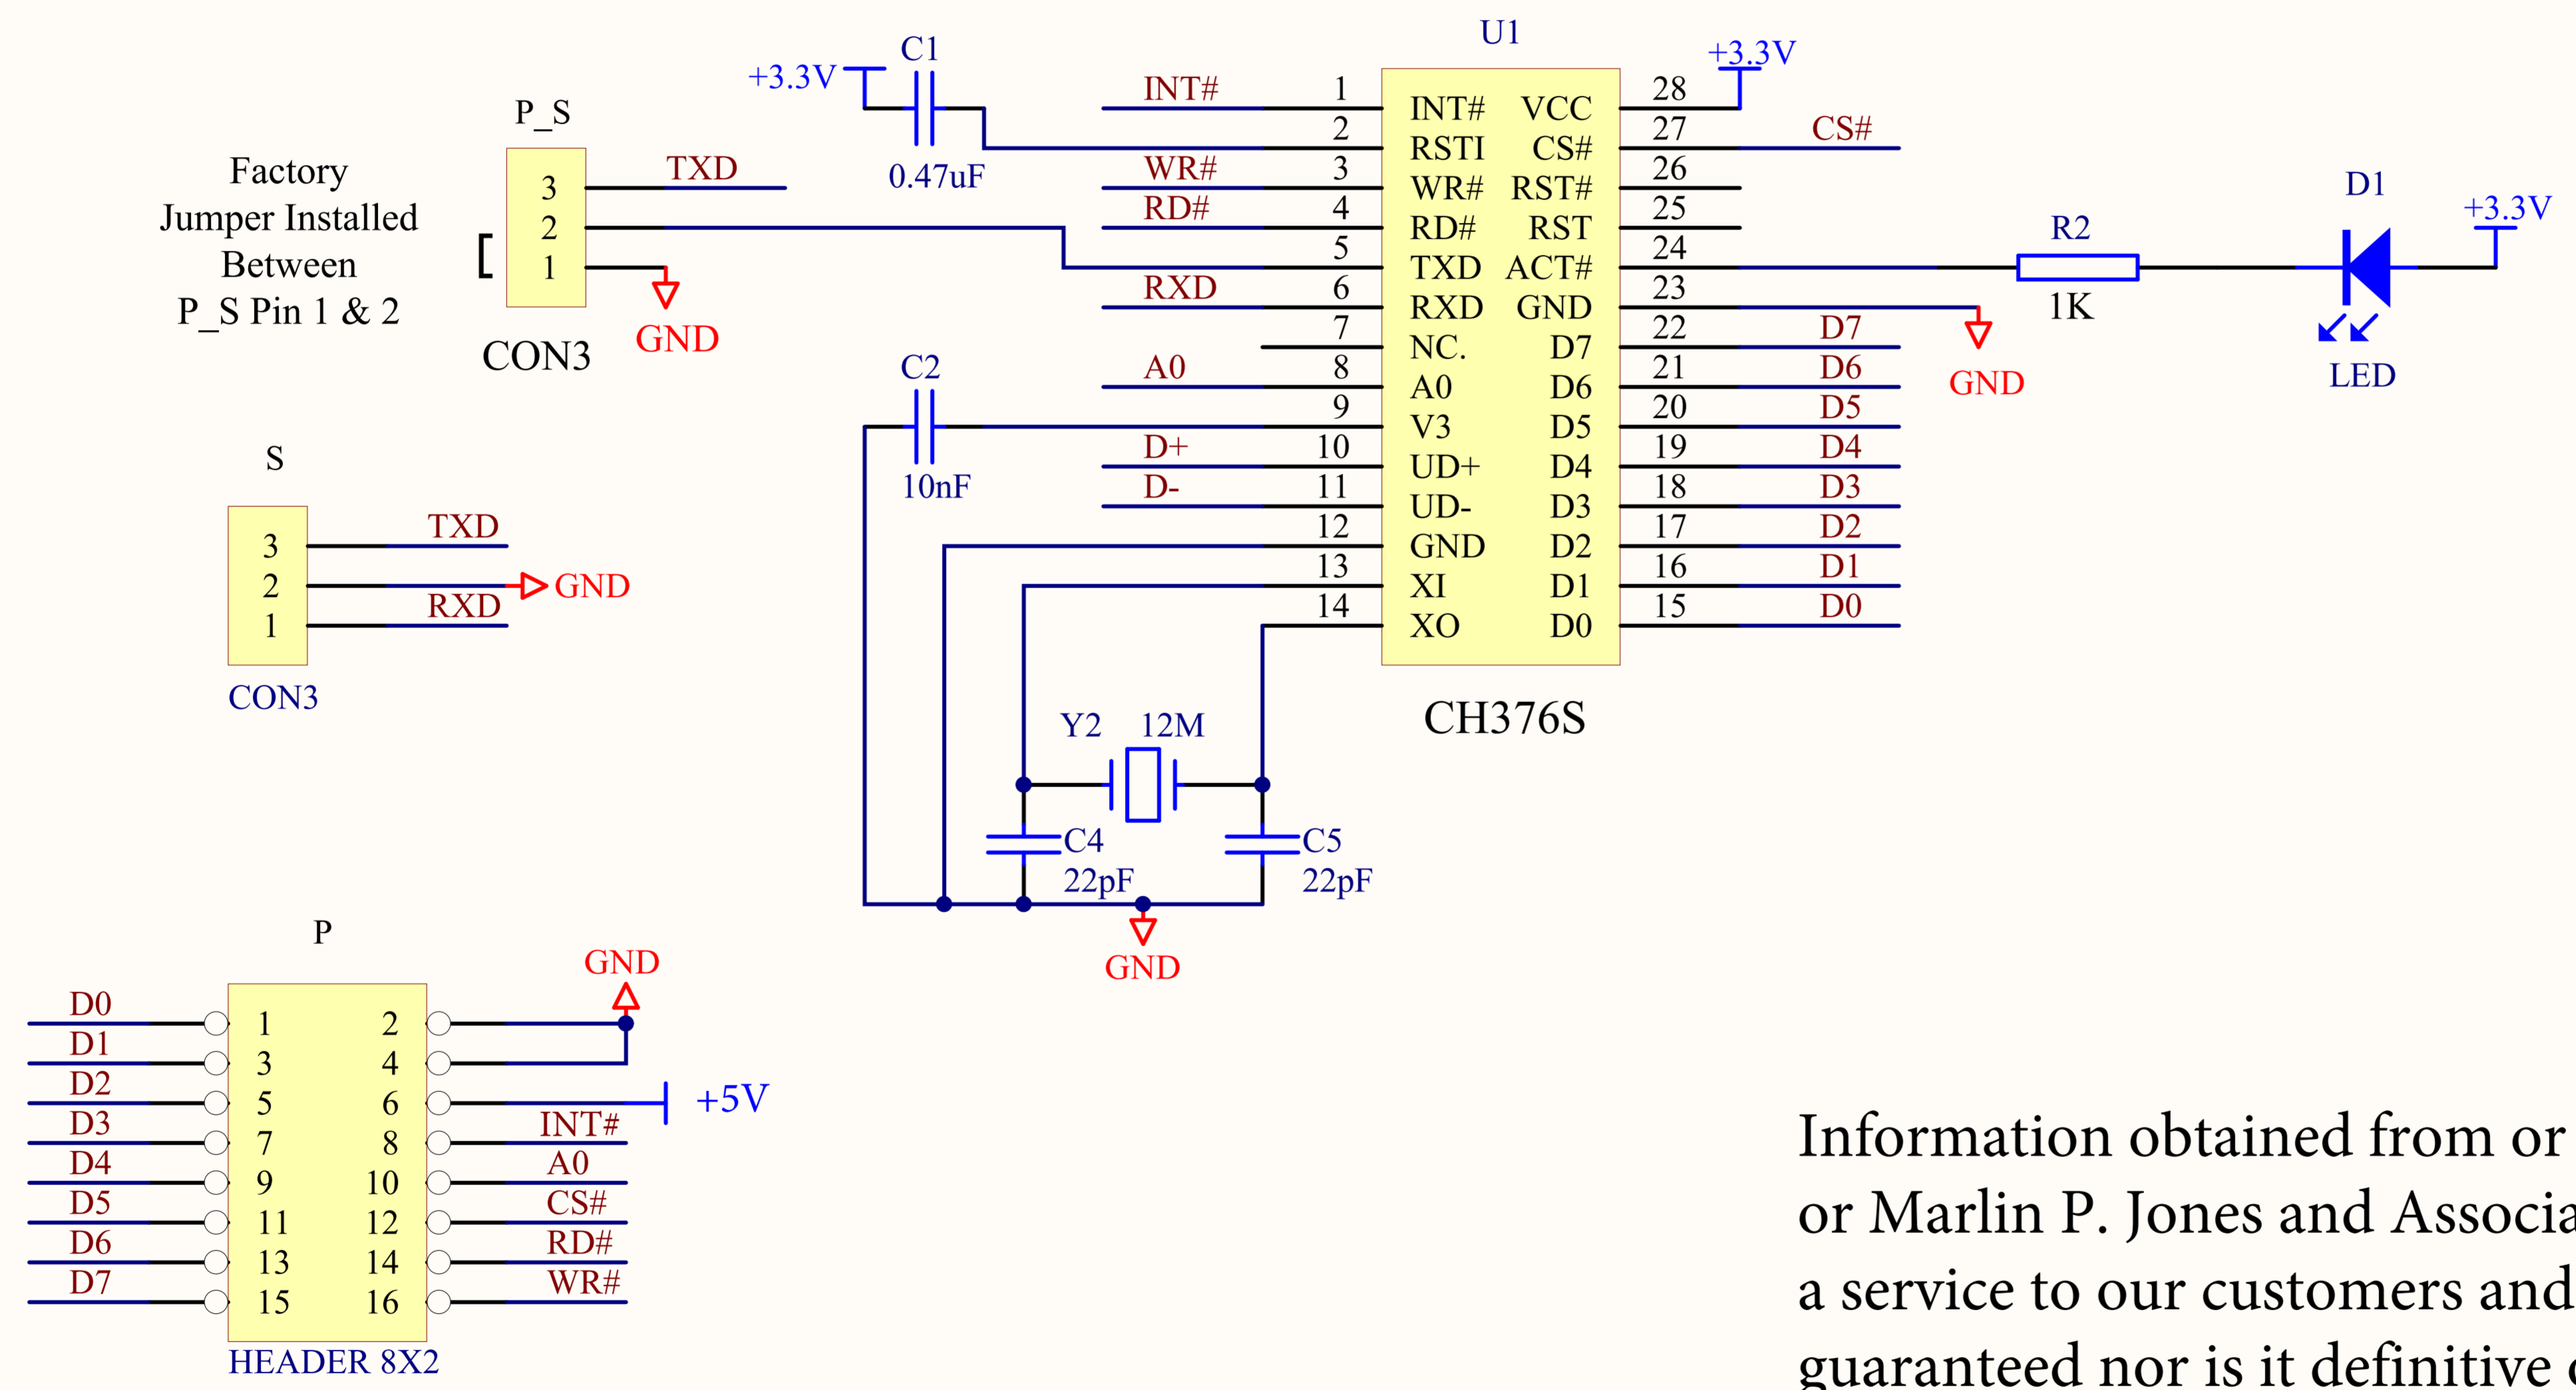 P_S
Factory
Jumper Installed
Between
P_S Pin 1 & 2
3
2
1
TXD
GND
CON3
S
3
2
1
TXD
GND
RXD
CON3
P
D0 1 2 GND
D1 3 4
D2 5 6 +5V
D3 7 8 INT#
D4 9 10 A0
D5 11 12 CS#
D6 13 14 RD#
D7 15 16 WR#
HEADER 8X2
+3.3V
C1
0.47uF
C2
10nF
U1
INT# 1 INT# VCC 28 +3.3V
2 RSTI CS# 27 CS#
WR# 3 WR# RST# 26
RD# 4 RD# RST 25
5 TXD ACT# 24
RXD 6 RXD GND 23
7 NC. D7 22 D7
A0 8 A0 D6 21 D6
9 V3 D5 20 D5
D+ 10 UD+ D4 19 D4
D- 11 UD- D3 18 D3
12 GND D2 17 D2
13 XI D1 16 D1
14 XO D0 15 D0
CH376S
Y2 12M
C4
22pF
C5
22pF
GND
GND
R2
1K
D1
LED
+3.3V
Information obtained from or
or Marlin P. Jones and Associa
a service to our customers and
guaranteed nor is it definitive